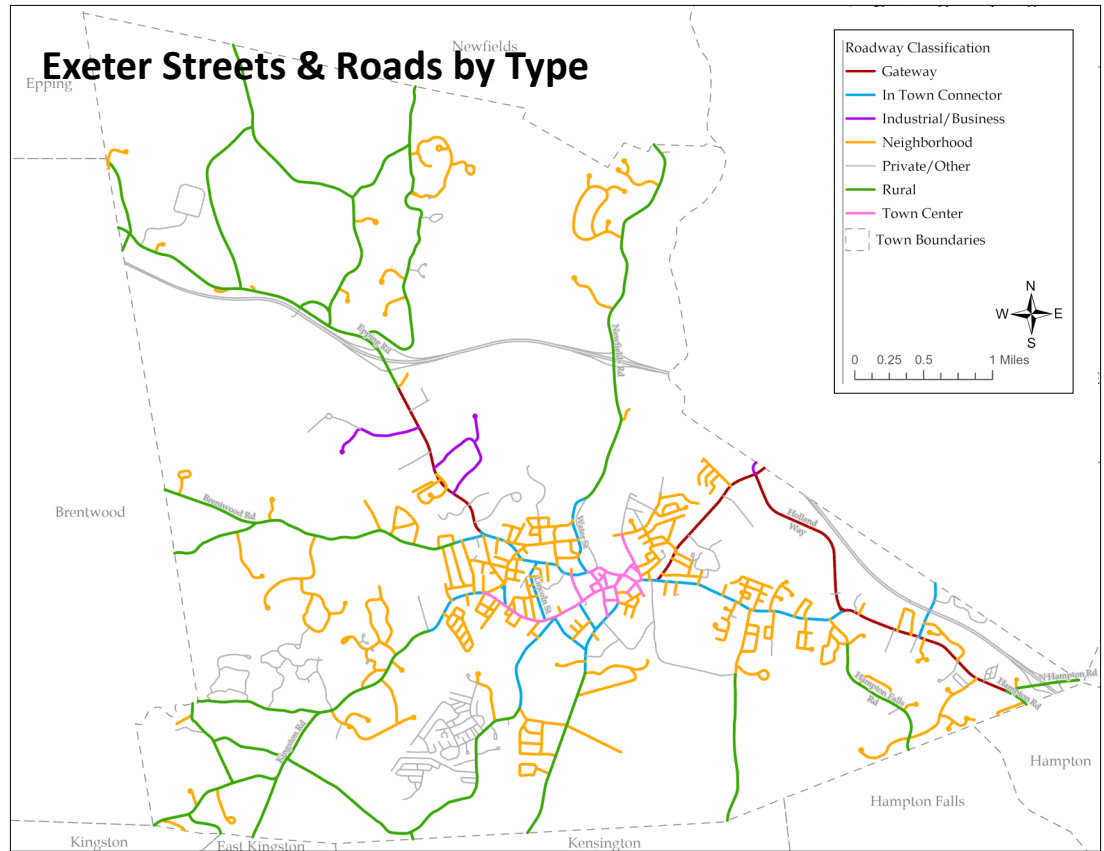 Exeter Streets & Roads by Type
Newfields
Epping
Roadway Classification
Gateway
In Town Connector
Industrial/Business
Neighborhood
Private/Other
Rural
Town Center
Town Boundaries
N
W E
S
0 0.25 0.5 1 Miles
Epping Rd
Newfields Rd
Brentwood Rd
Brentwood
Water St
Holland
Way
Lincoln St
Hampton Falls
Rd
N Hampton Rd
Hampton Rd
Kingston Rd
Hampton
Hampton Falls
Kingston
East Kingston
Kensington